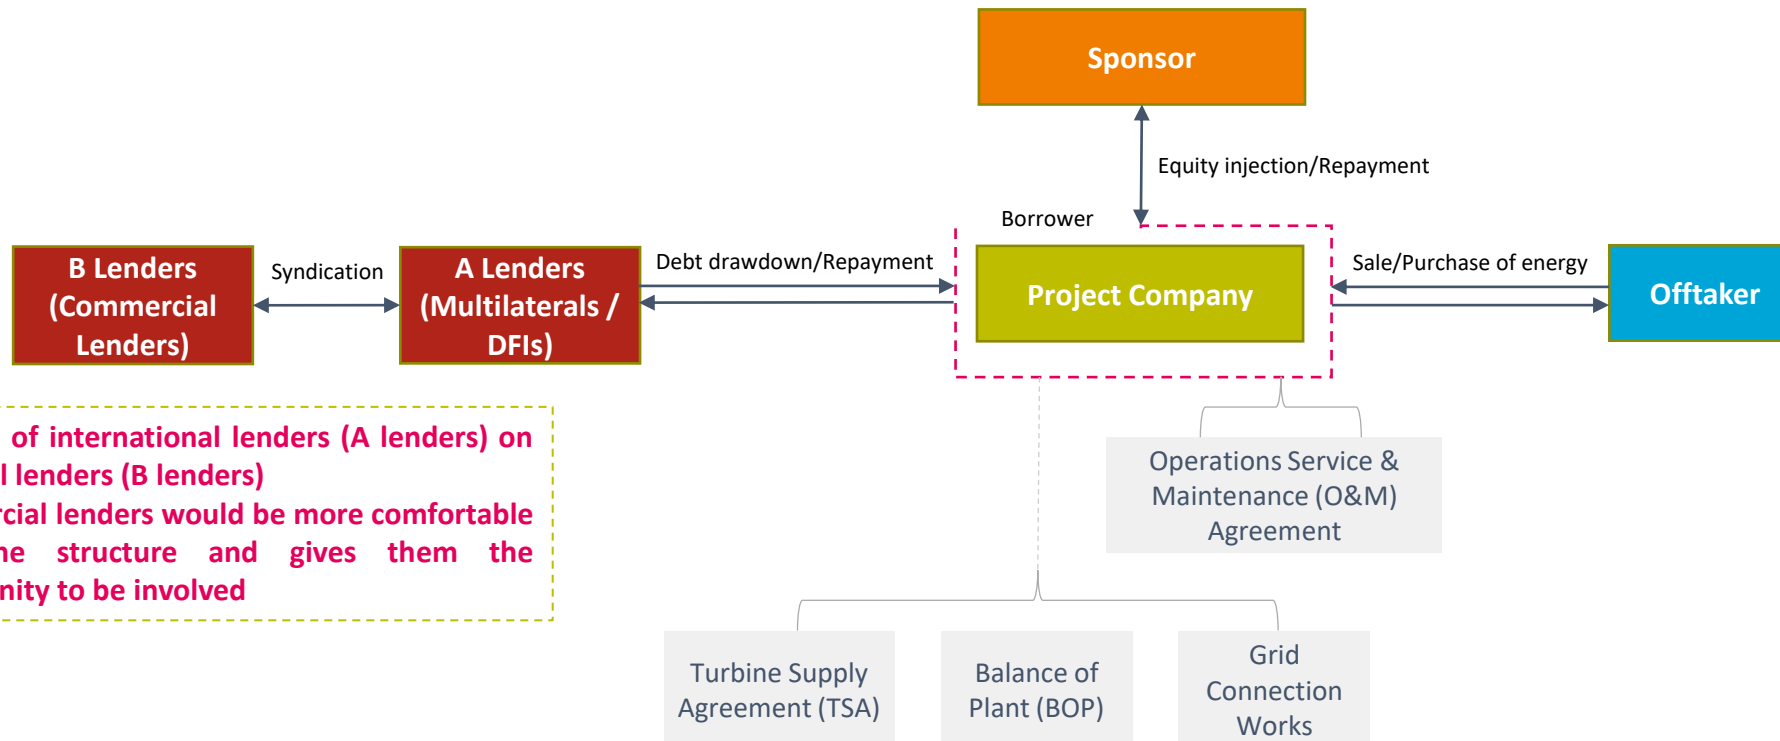 Sponsor
Equity injection/Repayment
Borrower
B Lenders
(Commercial
Lenders)
Syndication
A Lenders
(Multilaterals /
DFIs)
Debt drawdown/Repayment
Project Company
Sale/Purchase of energy
Offtaker
of international lenders (A lenders) on
lenders (B lenders)
lenders would be more comfortable
structure and gives them the
to be involved
Operations Service &
Maintenance (O&M)
Agreement
Turbine Supply
Agreement (TSA)
Balance of
Plant (BOP)
Grid
Connection
Works